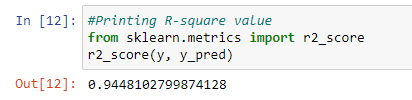 In [12]: #Printing R-square value
from sklearn.metrics import r2_score
r2_score(y, y_pred)
Out[12]: 0.9448102799874128